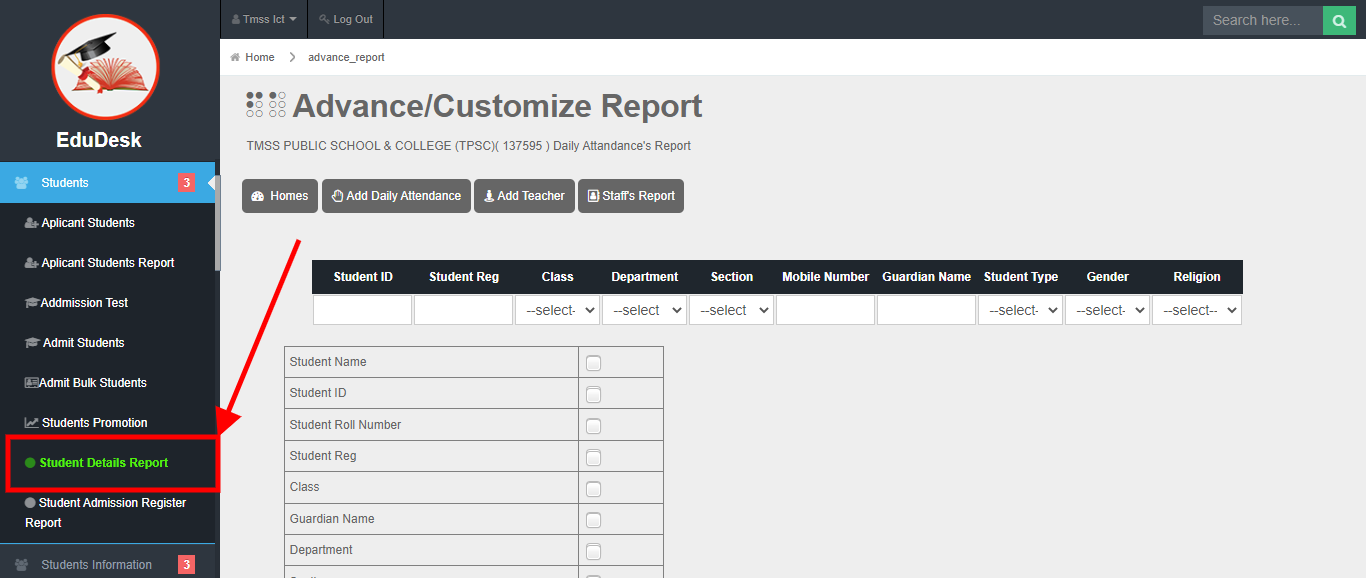 Tmss Ict
Log Out
Search here...
EduDesk
Home
advance_report
Advance/Customize Report
TMSS PUBLIC SCHOOL & COLLEGE (TPSC)( 137595 ) Daily Attandance's Report
Homes
Add Daily Attendance
Add Teacher
Staff's Report
Students 3
Aplicant Students
Aplicant Students Report
Addmission Test
Admit Students
Admit Bulk Students
Students Promotion
Student Details Report
Student Admission Register
Report
Students Information 3
Student ID Student Reg Class Department Section Mobile Number Guardian Name Student Type Gender Religion
--select- --select --select --select- --select- --select--
Student Name
Student ID
Student Roll Number
Student Reg
Class
Guardian Name
Department